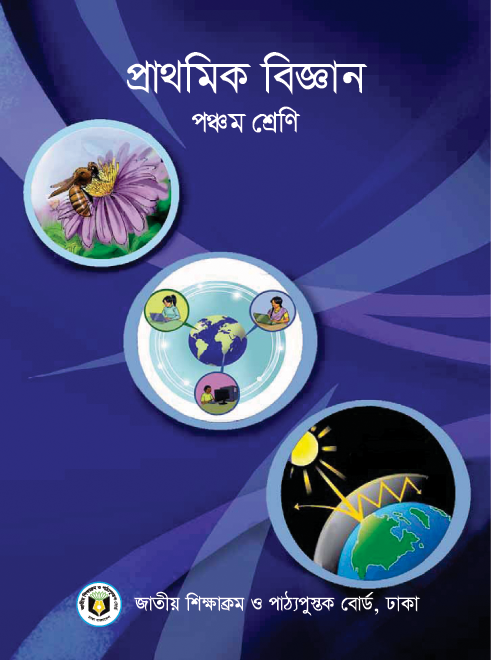 প্রাথমিক বিজ্ঞান
পঞ্চম শ্রেণি
জাতীয় শিক্ষাক্রম ও পাঠ্যপুস্তক বোর্ড, ঢাকা